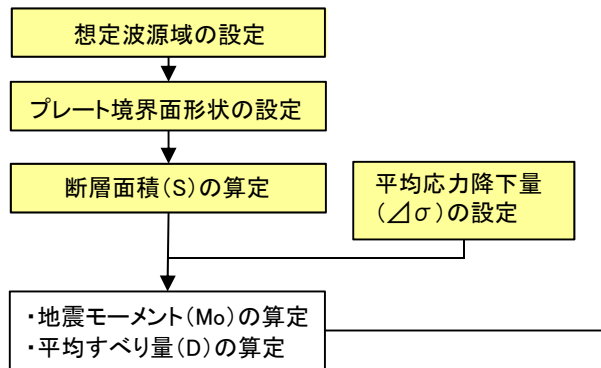 想定波源域の設定
プレート境界面形状の設定
断層面積(S)の算定
平均応力降下量
(⊿σ)の設定
・地震モーメント(Mo)の算定
・平均すべり量(D)の算定